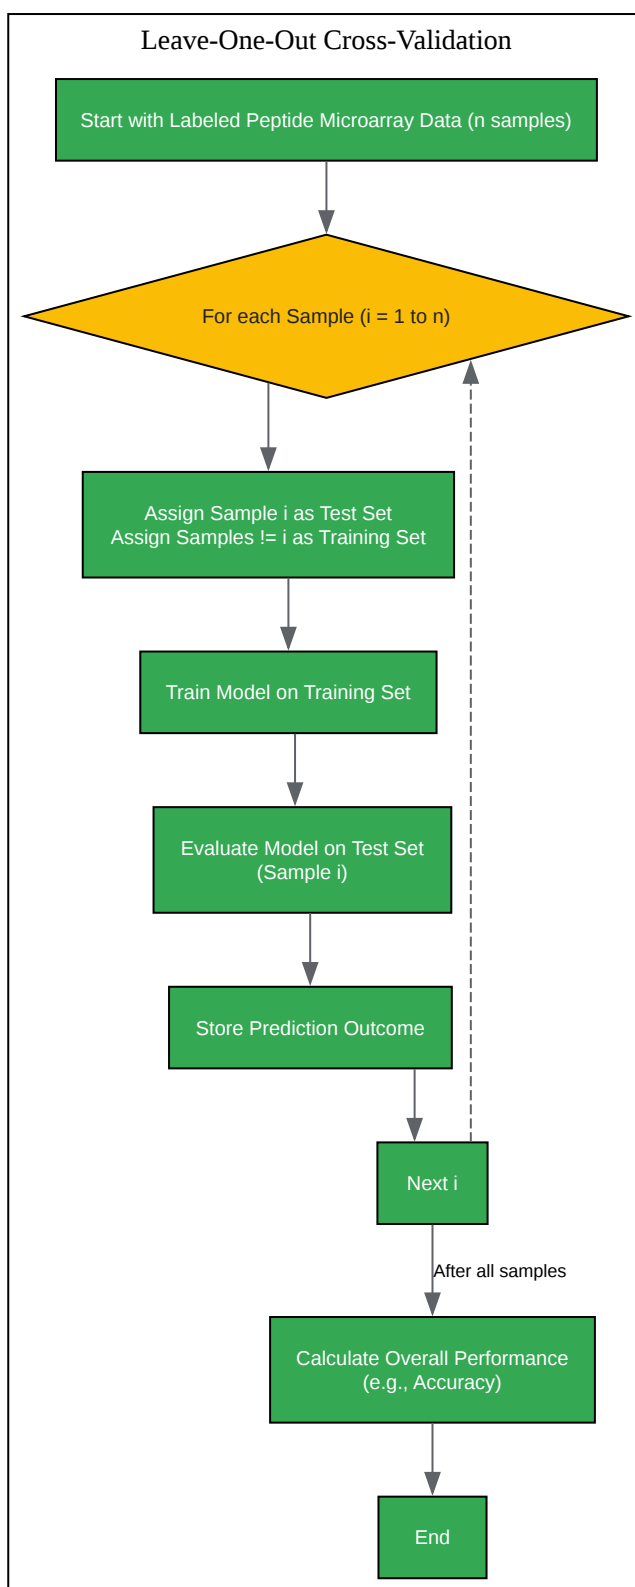 Leave-One-Out Cross-Validation
Start with Labeled Peptide Microarray Data (n samples)
For each Sample (i = 1 to n)
Assign Sample i as Test Set
Assign Samples != i as Training Set
Train Model on Training Set
Evaluate Model on Test Set
(Sample i)
Store Prediction Outcome
Next i
After all samples
Calculate Overall Performance
(e.g., Accuracy)
End